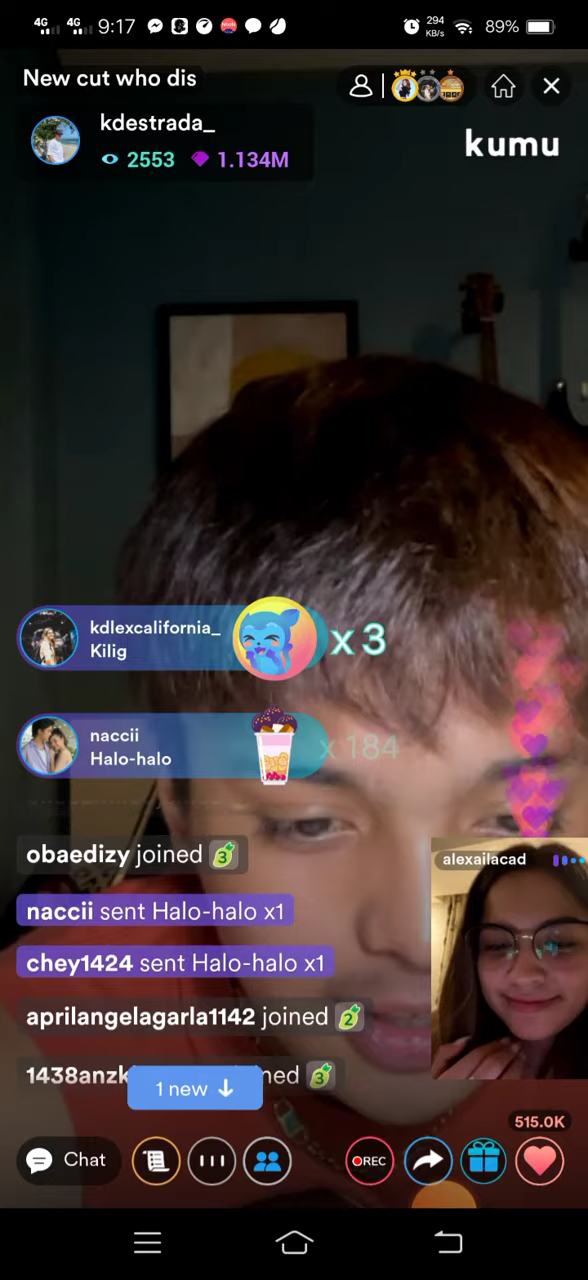 4G 4G 9:17 294 KB/s 89%
New cut who dis
kdestrada_
2553 1.134M
kumu
kdlexcalifornia_
Kilig
x 3
naccii
Halo-halo
x 184
obaedizy joined 3
alexailacad
naccii sent Halo-halo x1
chey1424 sent Halo-halo x1
aprilangelagarla1142 joined 2
3
1 new
515.0K
Chat
REC